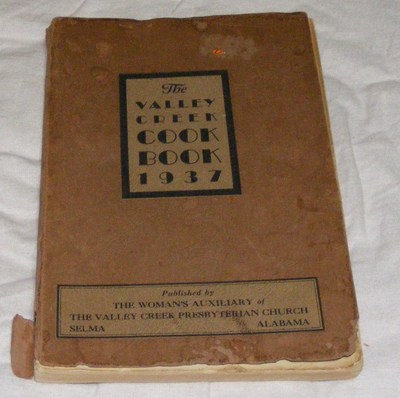 The
VALLEY
CREEK
COOK
BOOK
1937
Published by
THE WOMAN'S AUXILIARY of
THE VALLEY CREEK PRESBYTERIAN CHURCH
SELMA ALABAMA